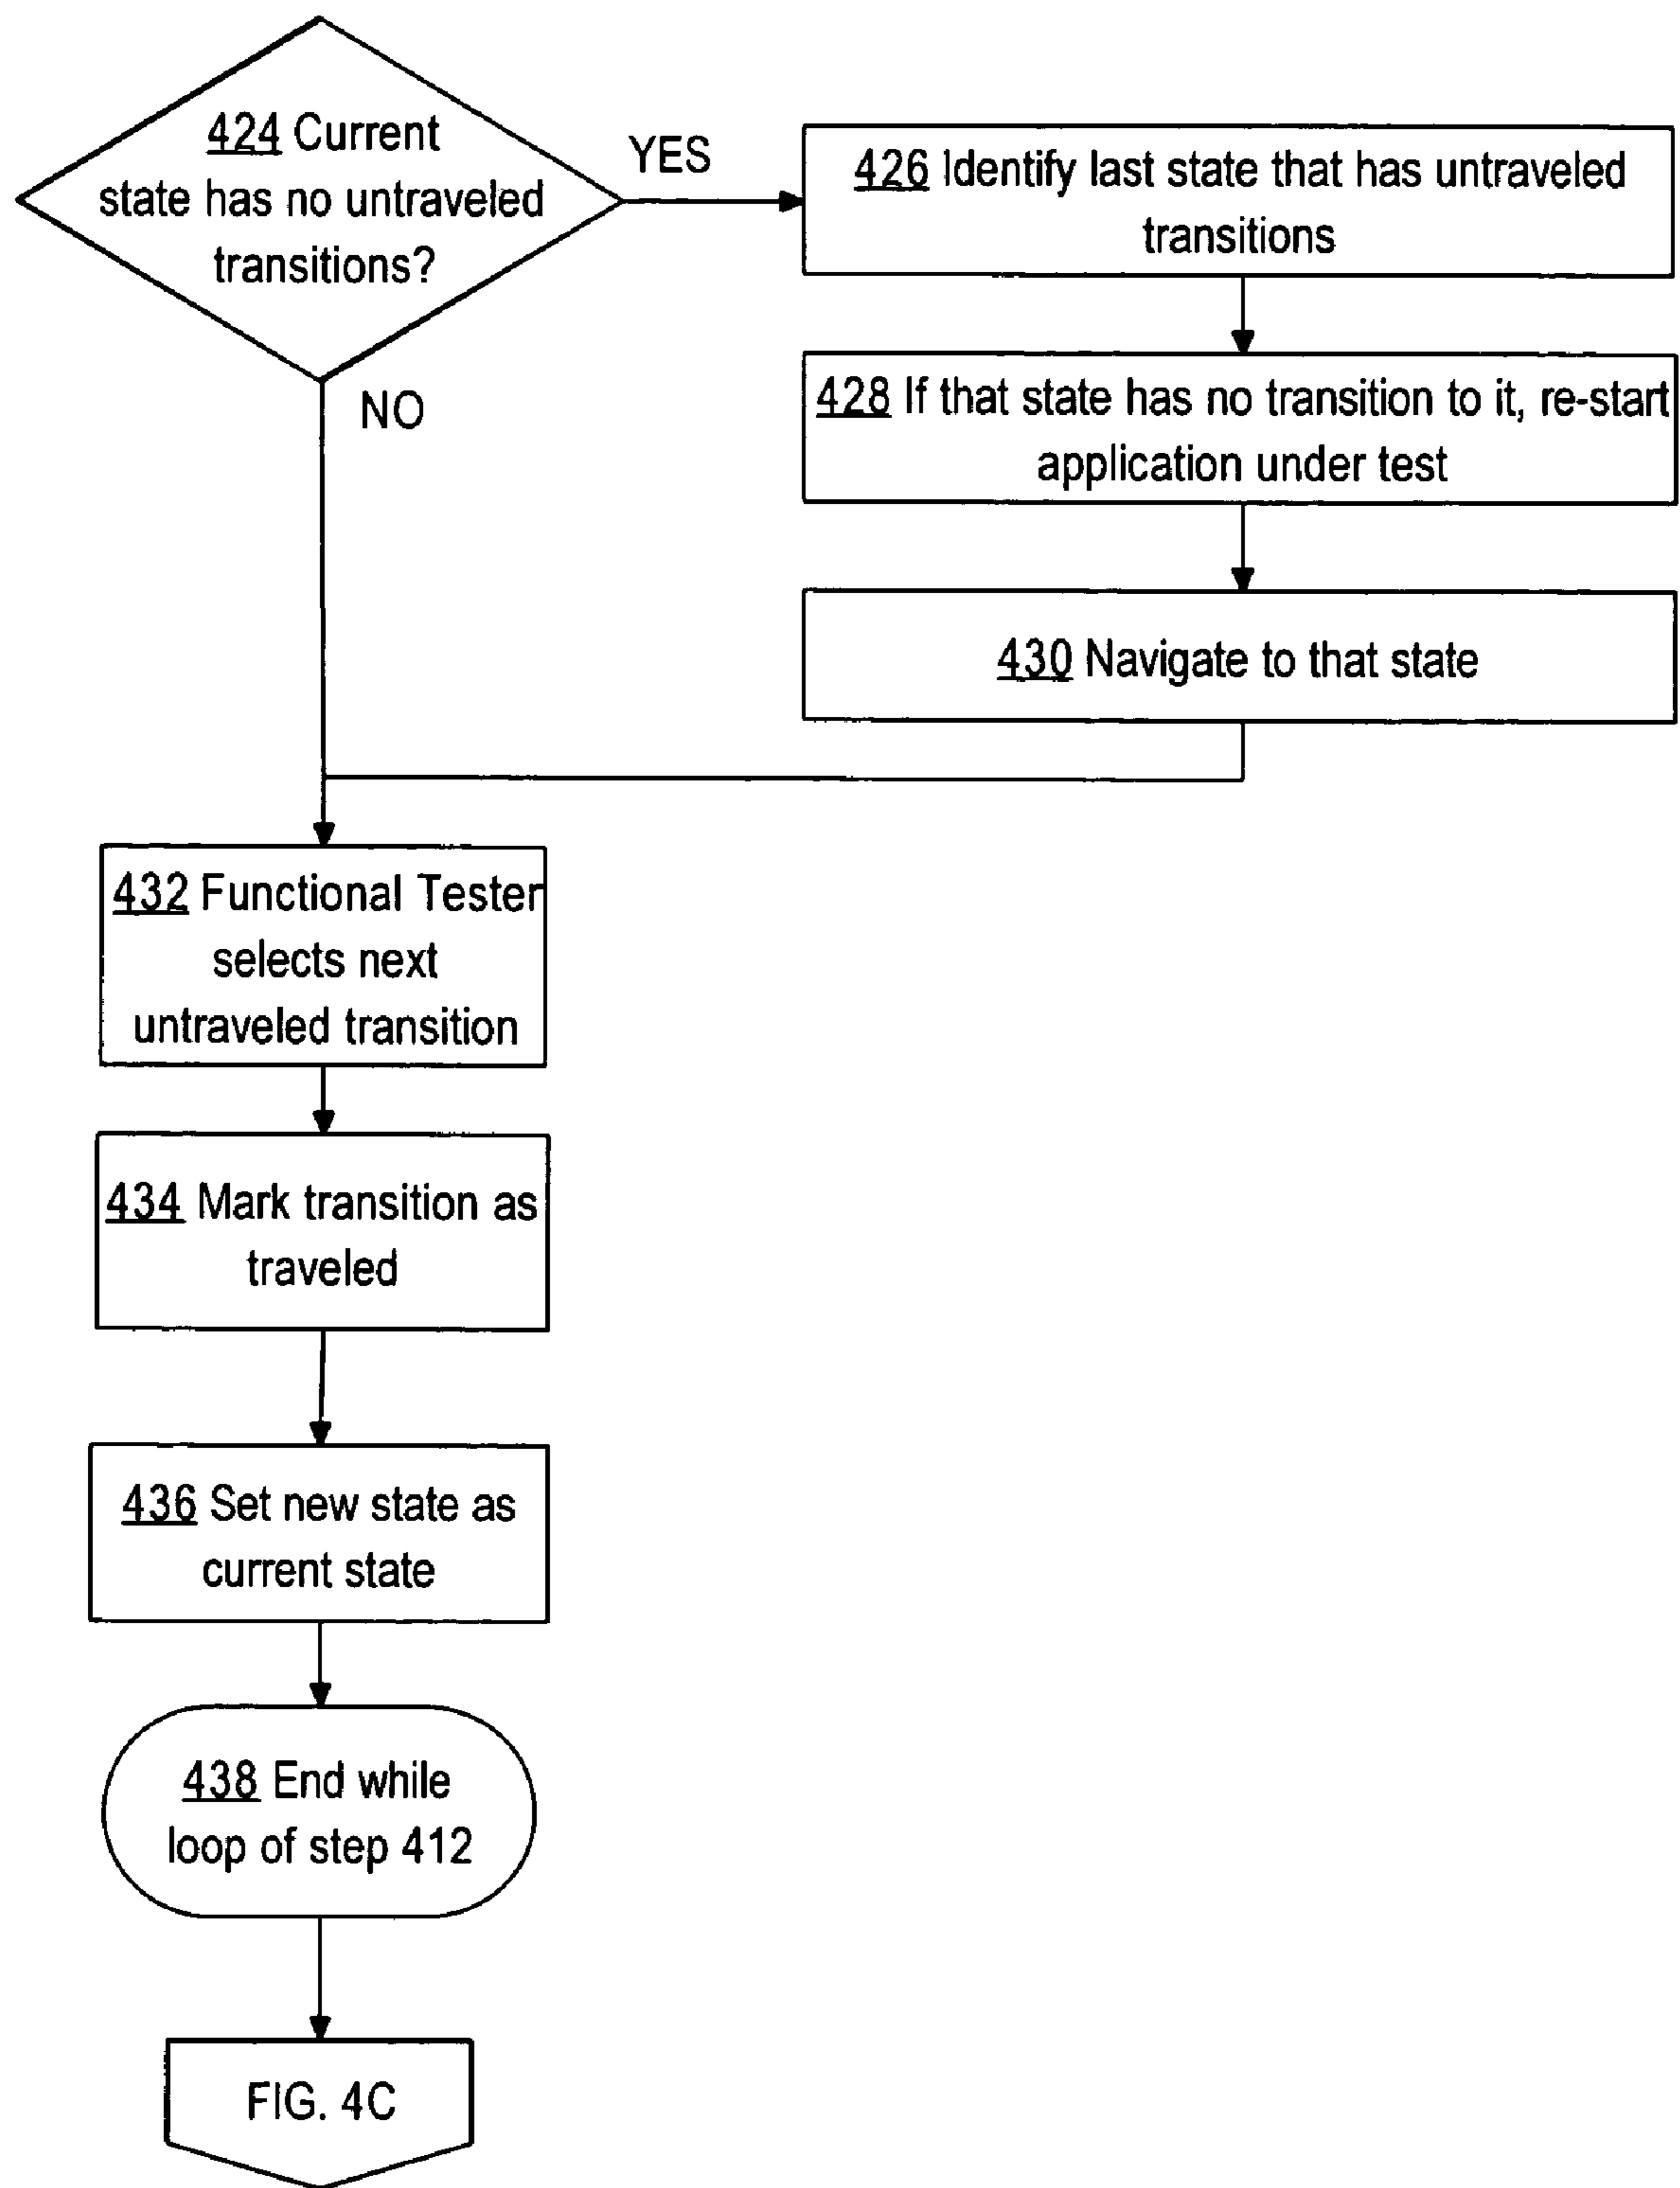 424 Current
state has no untraveled
transitions?
YES
426 Identify last state that has untraveled
transitions
428 If that state has no transition to it, re-start
application under test
NO
430 Navigate to that state
432 Functional Tester
selects next
untraveled transition
434 Mark transition as
traveled
436 Set new state as
current state
438 End while
loop of step 412
FIG. 4C